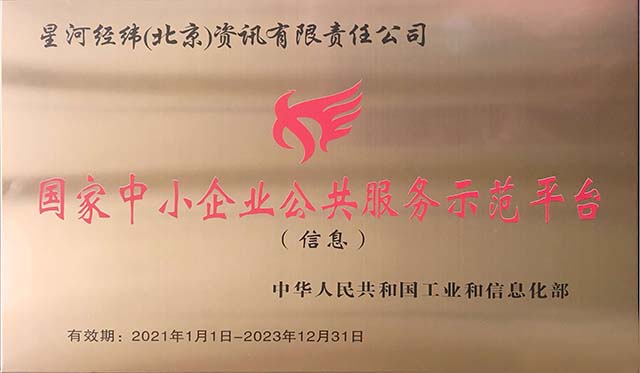 星河经纬(北京)资讯有限责任公司
国家中小企业公共服务示范平台
(信息)
中华人民共和国工业和信息化部
有效期：2021年1月1日-2023年12月31日